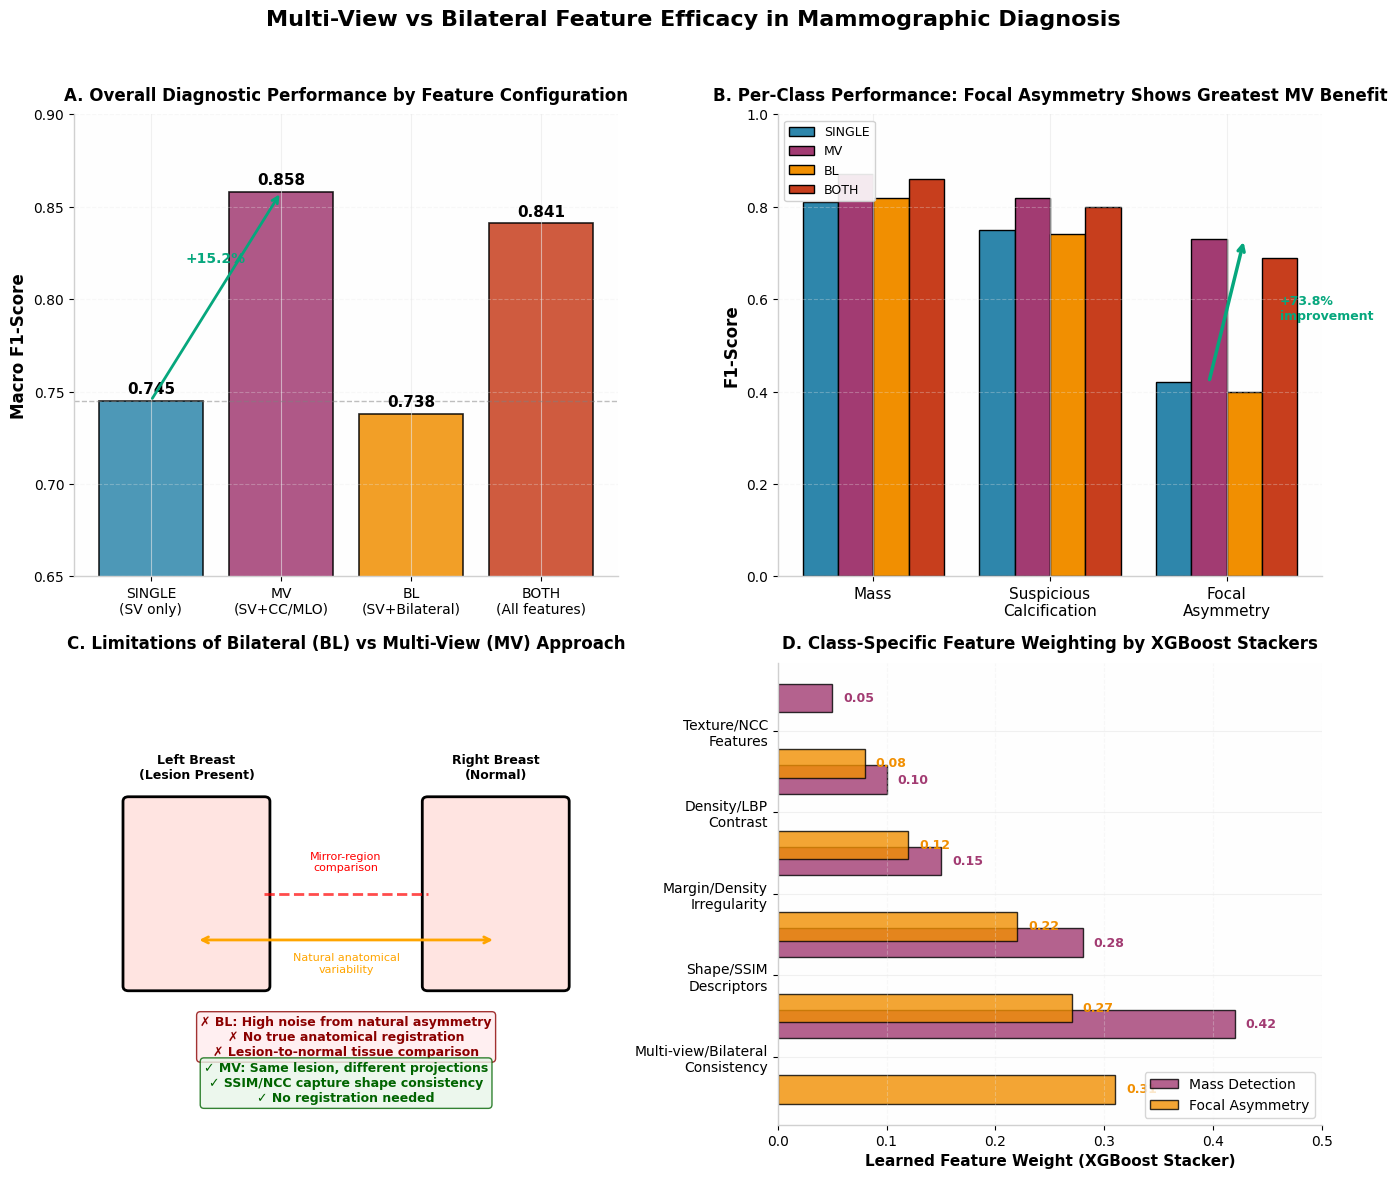 Multi-View vs Bilateral Feature Efficacy in Mammographic Diagnosis
A. Overall Diagnostic Performance by Feature Configuration
Macro F1-Score
0.90
0.85
0.80
0.75
0.70
0.65
0.745
0.858
0.738
0.841
+15.2
SINGLE
(SV only)
MV
(SV+CC/MLO)
BL
(SV+Bilateral)
BOTH
(All features)
B. Per-Class Performance: Focal Asymmetry Shows Greatest MV Benefit
F1-Score
1.0
0.8
0.6
0.4
0.2
0.0
SINGLE
MV
BL
BOTH
+73.8%
improvement
Mass
Suspicious
Calcification
Focal
Asymmetry
C. Limitations of Bilateral (BL) vs Multi-View (MV) Approach
Left Breast
(Lesion Present)
Right Breast
(Normal)
Mirror-region
comparison
Natural anatomical
variability
✗ BL: High noise from natural asymmetry
✗ No true anatomical registration
✗ Lesion-to-normal tissue comparison
✓ MV: Same lesion, different projections
✓ SSIM/NCC capture shape consistency
✓ No registration needed
D. Class-Specific Feature Weighting by XGBoost Stackers
Texture/NCC
Features
Density/LBP
Contrast
Margin/Density
Irregularity
Shape/SSIM
Descriptors
Multi-view/Bilateral
Consistency
0.05
0.08
0.10
0.12
0.15
0.22
0.28
0.27
0.42
Mass Detection
Focal Asymmetry
0.0
0.1
0.2
0.3
0.4
0.5
Learned Feature Weight (XGBoost Stacker)